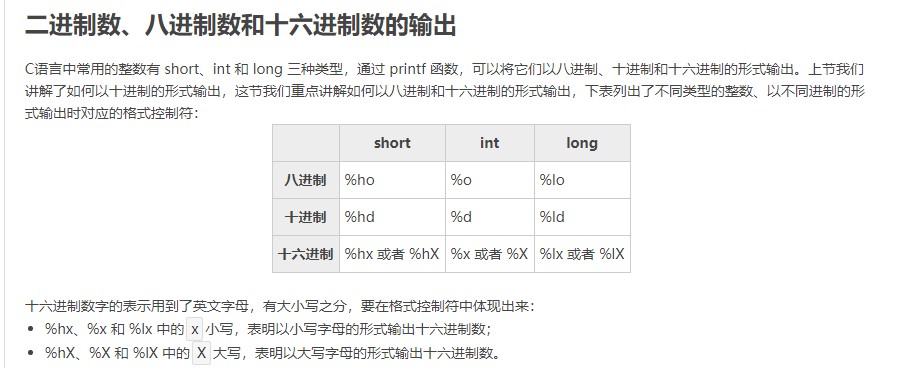 二进制数、八进制数和十六进制数的输出
C语言中常用的整数有 short、int 和 long 三种类型，通过 printf 函数，可以将它们以八进制、十进制和十六进制的形式输出。上节我们
讲解了如何以十进制的形式输出，这节我们重点讲解如何以八进制和十六进制的形式输出，下表列出了不同类型的整数、以不同进制的形
式输出时对应的格式控制符：
short int long
八进制 %ho %o %lo
十进制 %hd %d %ld
十六进制 %hx 或者 %hX %x 或者 %X %lx 或者 %lX
十六进制数字的表示用到了英文字母，有大小写之分，要在格式控制符中体现出来：
• %hx、%x 和 %lx 中的 x 小写，表明以小写字母的形式输出十六进制数；
• %hX、%X 和 %lX 中的 X 大写，表明以大写字母的形式输出十六进制数。